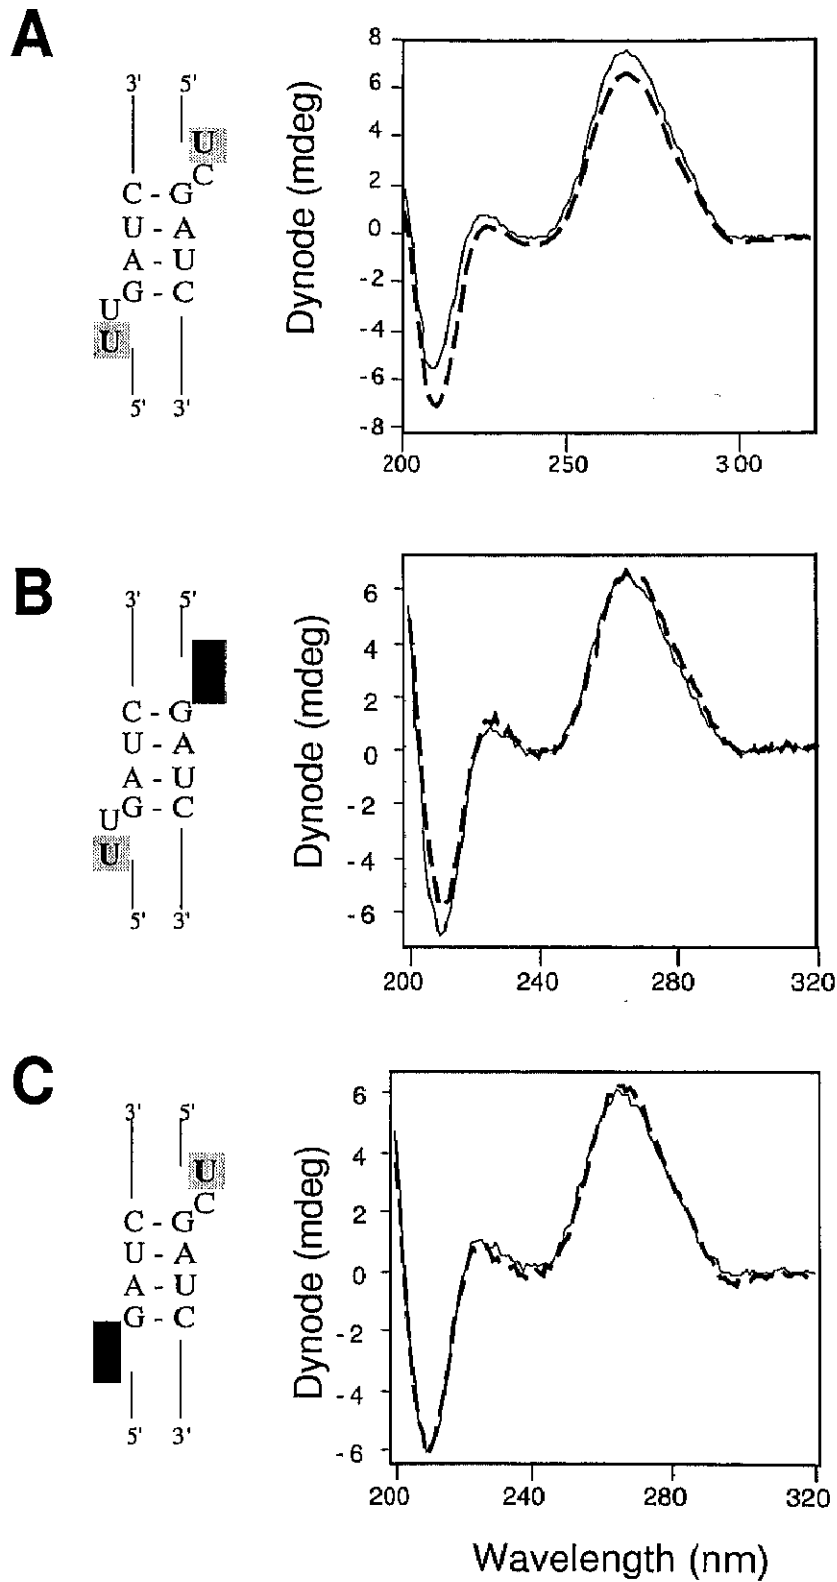 A
3' 5'
U
C
C - G
U - A
A - U
G - C
U
U
5' 3'
Dynode (mdeg)
8
6
4
2
0
-2
-4
-6
-8
200 250 300
B
3' 5'
C - G
U - A
A - U
UG - C
U
5' 3'
Dynode (mdeg)
6
4
2
0
-2
-4
-6
200 240 280 320
C
3' 5'
U
C
C - G
U - A
A - U
G - C
5' 3'
Dynode (mdeg)
6
4
2
0
-2
-4
-6
200 240 280 320
Wavelength (nm)